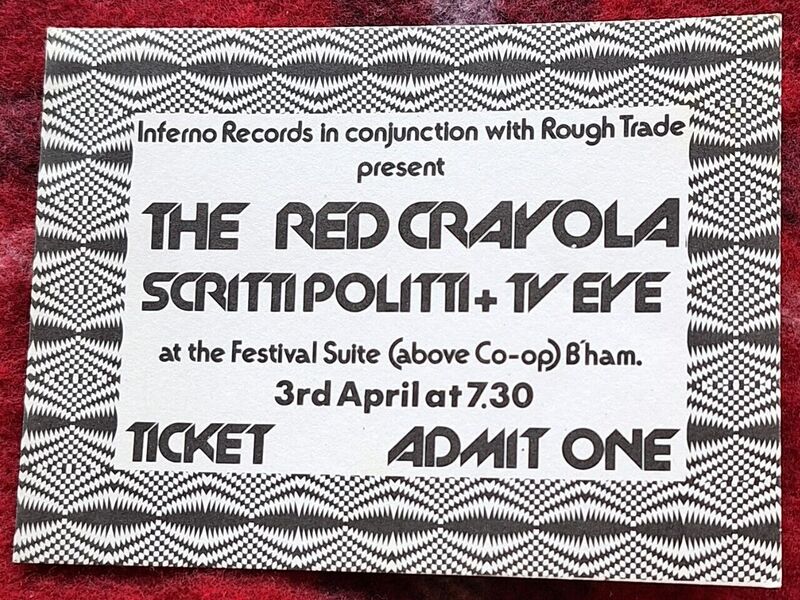 Inferno Records in conjunction with Rough Trade
present
THE RED CRAYOLA
SCRITTI POLITTI + TV EYE
at the Festival Suite (above Co-op) B'ham.
3rd April at 7.30
TICKET ADMIT ONE